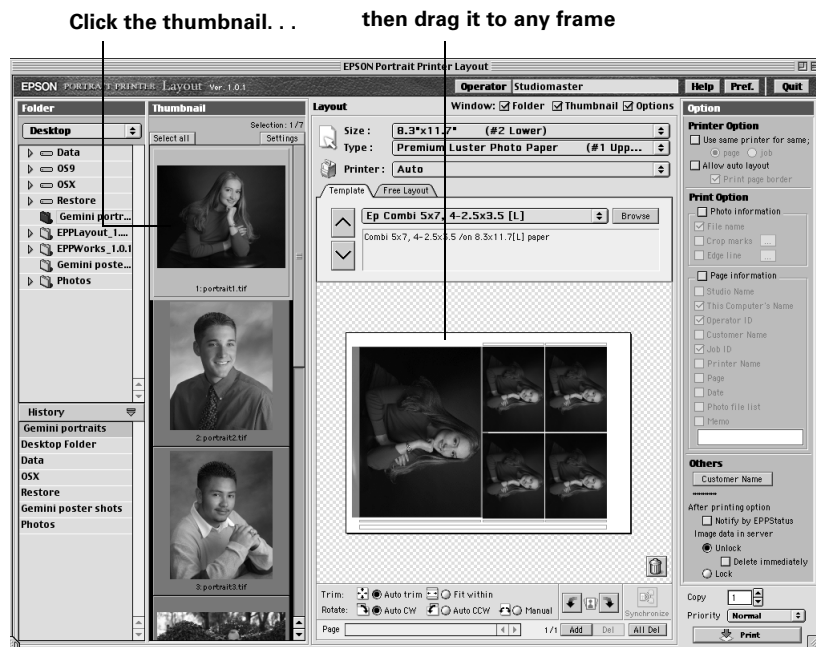 Click the thumbnail. . .
then drag it to any frame
EPSON Portrait Printer Layout
EPSON PORTRAIT PRINTER Layout Ver. 1.0.1
Operator Studiomaster
Help Pref. Quit
Folder
Desktop
Data
OS9
OSX
Restore
Gemini portr...
EPPLayout_1....
EPPWorks_1.0.1
Gemini poste...
Photos
History
Gemini portraits
Desktop Folder
Data
OSX
Restore
Gemini poster shots
Photos
Thumbnail
Selection: 1/7
Select all Settings
1:portrait1.tif
2:portrait2.tif
3:portrait3.tif
Layout Window: Folder Thumbnail Options
Size: 8.3"x11.7" (#2 Lower)
Type: Premium Luster Photo Paper (#1 Upp...
Printer: Auto
Template Free Layout
Ep Combi 5x7, 4-2.5x3.5 [L] Browse
Combi 5x7, 4-2.5x3.5 /on 8.3x11.7[L] paper
Trim: Auto trim Fit within
Rotate: Auto CW Auto CCW Manual
Synchronize
Page 1/1 Add Del All Del
Option
Printer Option
Use same printer for same;
page job
Allow auto layout
Print page border
Print Option
Photo information
File name
Crop marks ...
Edge line ...
Page information
Studio Name
This Computer's Name
Operator ID
Customer Name
Job ID
Printer Name
Page
Date
Photo file list
Memo
Others
Customer Name
After printing option
Notify by EPPStatus
Image data in server
Unlock
Delete immediately
Lock
Copy 1
Priority Normal
Print